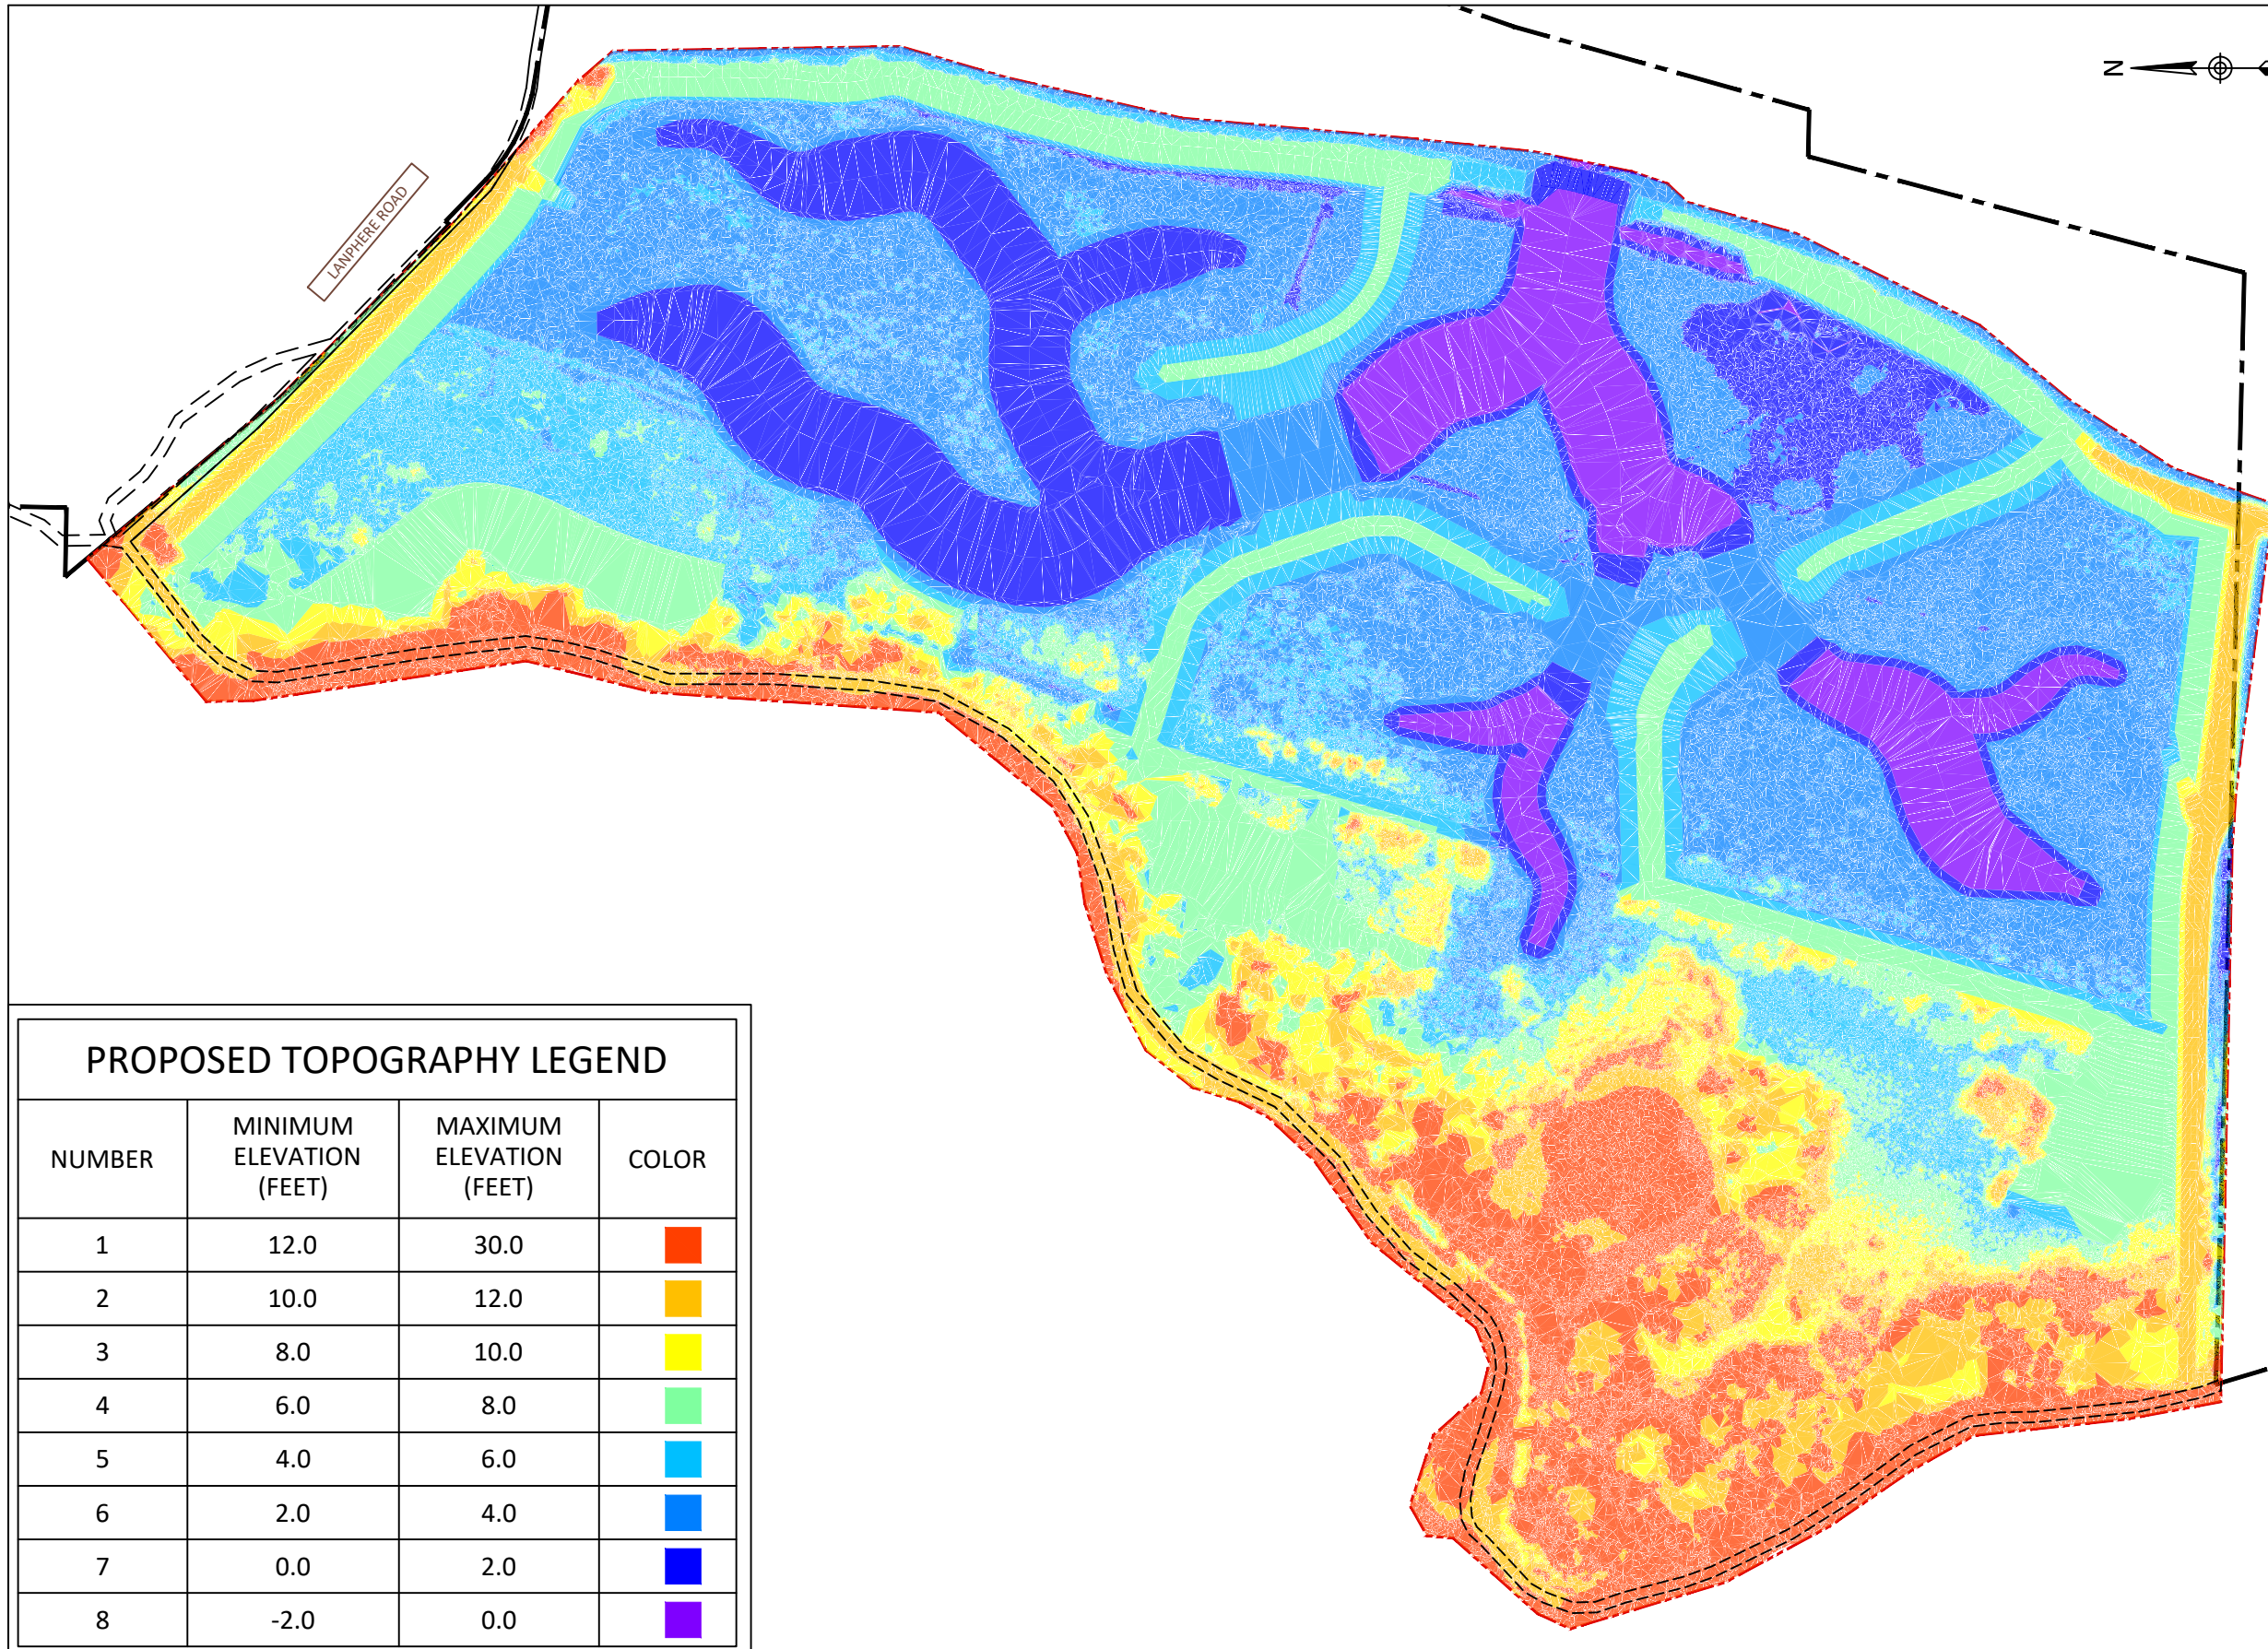 N
LANPHERE ROAD
PROPOSED TOPOGRAPHY LEGEND
NUMBER
MINIMUM
ELEVATION
(FEET)
MAXIMUM
ELEVATION
(FEET)
COLOR
1 12.0 30.0
2 10.0 12.0
3 8.0 10.0
4 6.0 8.0
5 4.0 6.0
6 2.0 4.0
7 0.0 2.0
8 -2.0 0.0